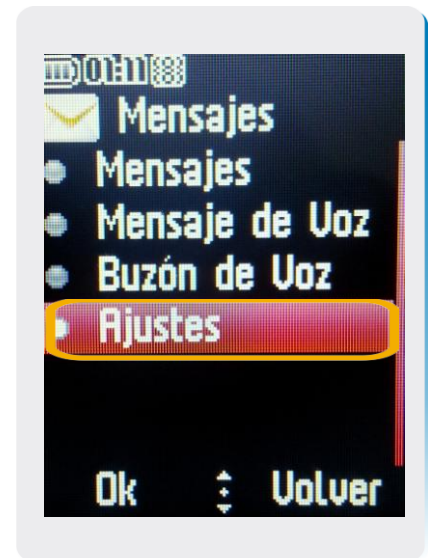 01:11
Mensajes
Mensajes
Mensaje de Voz
Buzón de Voz
Ajustes
Ok Volver